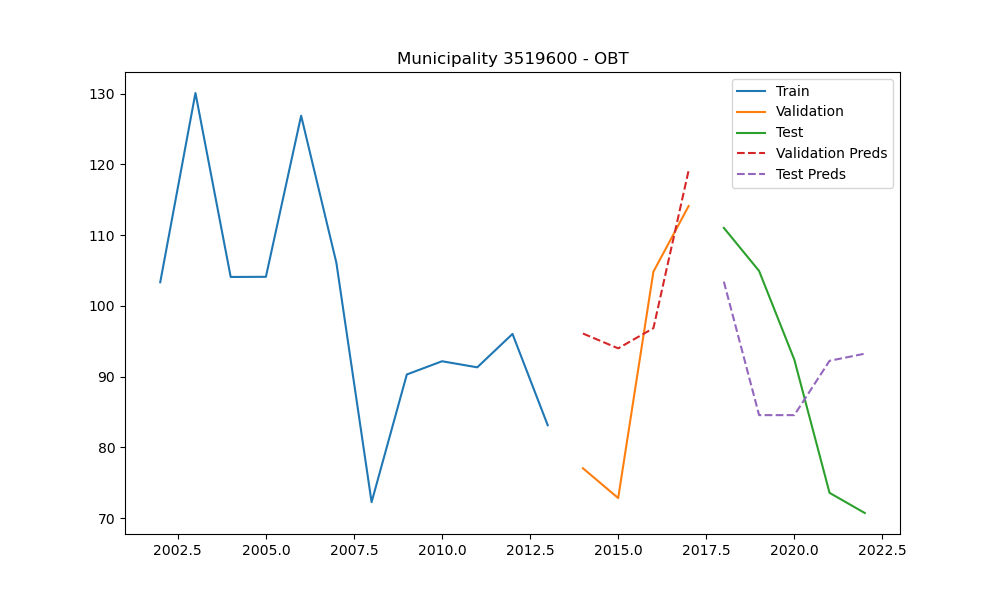 Municipality 3519600 - OBT
130
120
110
100
90
80
70
2002.5
2005.0
2007.5
2010.0
2012.5
2015.0
2017.5
2020.0
2022.5
Train
Validation
Test
Validation Preds
Test Preds